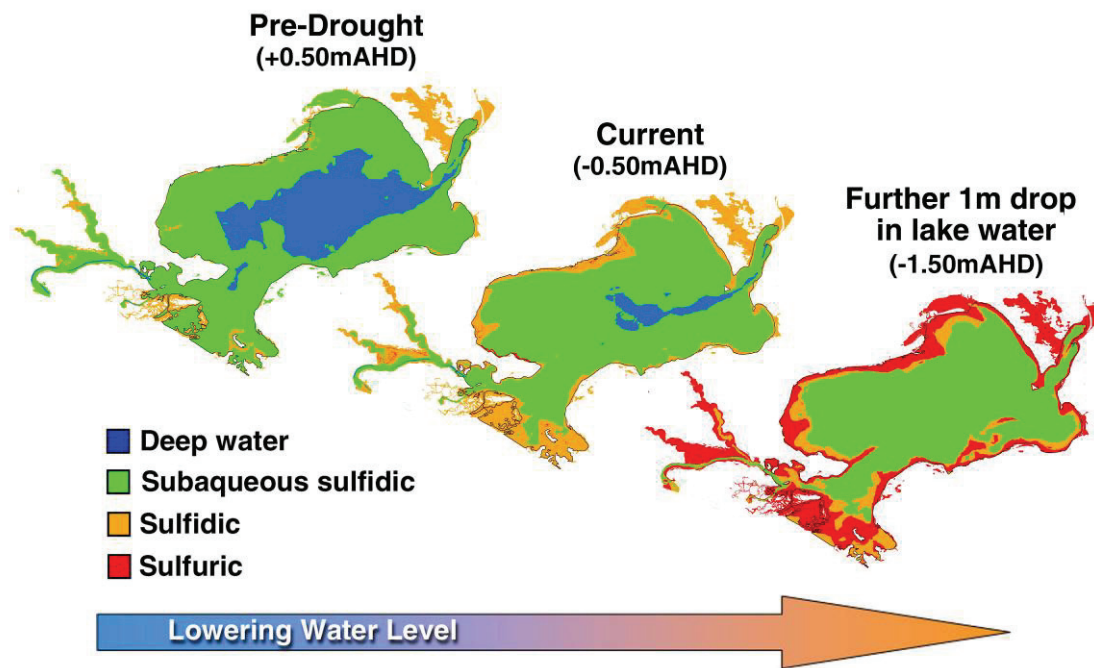 Pre-Drought
(+0.50mAHD)
Current
(-0.50mAHD)
Further 1m drop
in lake water
(-1.50mAHD)
Deep water
Subaqueous sulfidic
Sulfidic
Sulfuric
Lowering Water Level